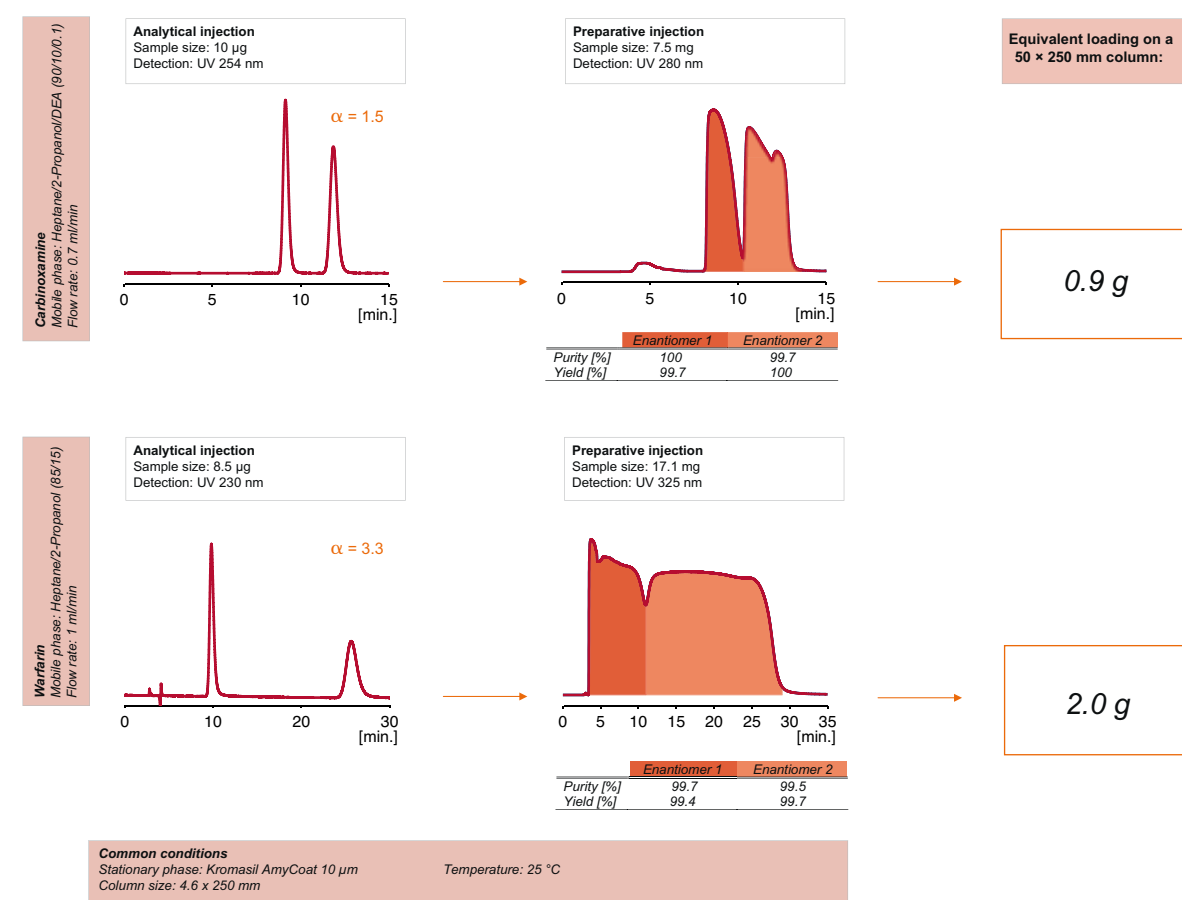 Carbinoxamine
Mobile phase: Heptane/2-Propanol/DEA (90/10/0.1)
Flow rate: 0.7 ml/min
Analytical injection
Sample size: 10 µg
Detection: UV 254 nm
α = 1.5
0 5 10 15
[min.]
Preparative injection
Sample size: 7.5 mg
Detection: UV 280 nm
0 5 10 15
[min.]
Enantiomer 1 Enantiomer 2
Purity [%] 100 99.7
Yield [%] 99.7 100
Equivalent loading on a
50 × 250 mm column:
0.9 g
Warfarin
Mobile phase: Heptane/2-Propanol (85/15)
Flow rate: 1 ml/min
Analytical injection
Sample size: 8.5 µg
Detection: UV 230 nm
α = 3.3
0 10 20 30
[min.]
Preparative injection
Sample size: 17.1 mg
Detection: UV 325 nm
0 5 10 15 20 25 30 35
[min.]
Enantiomer 1 Enantiomer 2
Purity [%] 99.7 99.5
Yield [%] 99.4 99.7
2.0 g
Common conditions
Stationary phase: Kromasil AmyCoat 10 µm Temperature: 25 °C
Column size: 4.6 x 250 mm